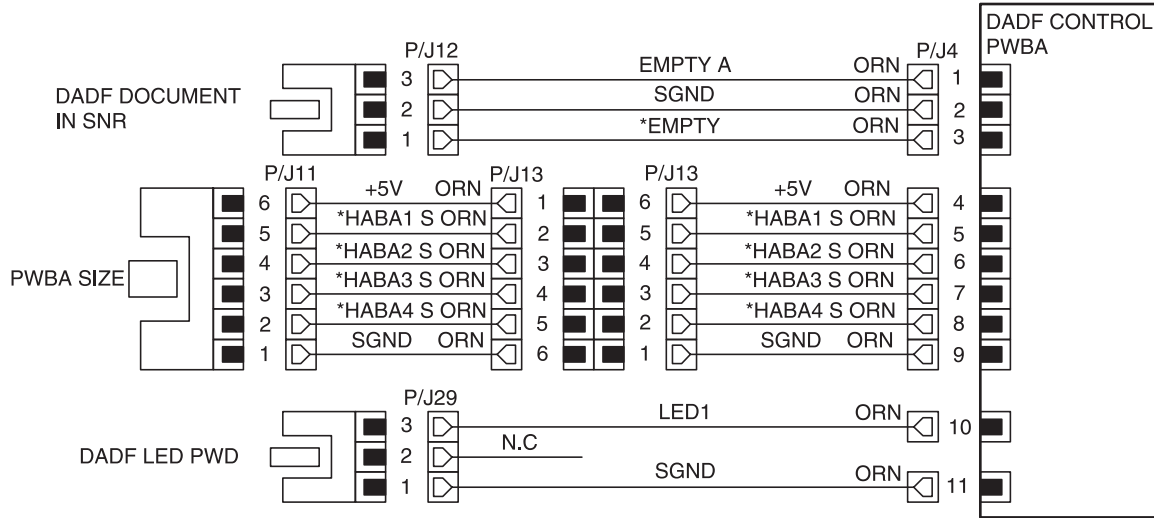 DADF CONTROL
PWBA
P/J12 P/J4
DADF DOCUMENT
IN SNR
3 EMPTY A ORN 1
2 SGND ORN 2
1 *EMPTY ORN 3
P/J11 P/J13 P/J13
PWBA SIZE
6 +5V ORN 1 6 +5V ORN 4
5 *HABA1 S ORN 2 5 *HABA1 S ORN 5
4 *HABA2 S ORN 3 4 *HABA2 S ORN 6
3 *HABA3 S ORN 4 3 *HABA3 S ORN 7
2 *HABA4 S ORN 5 2 *HABA4 S ORN 8
1 SGND ORN 6 1 SGND ORN 9
P/J29
DADF LED PWD
3 LED1 ORN 10
2 N.C
1 SGND ORN 11